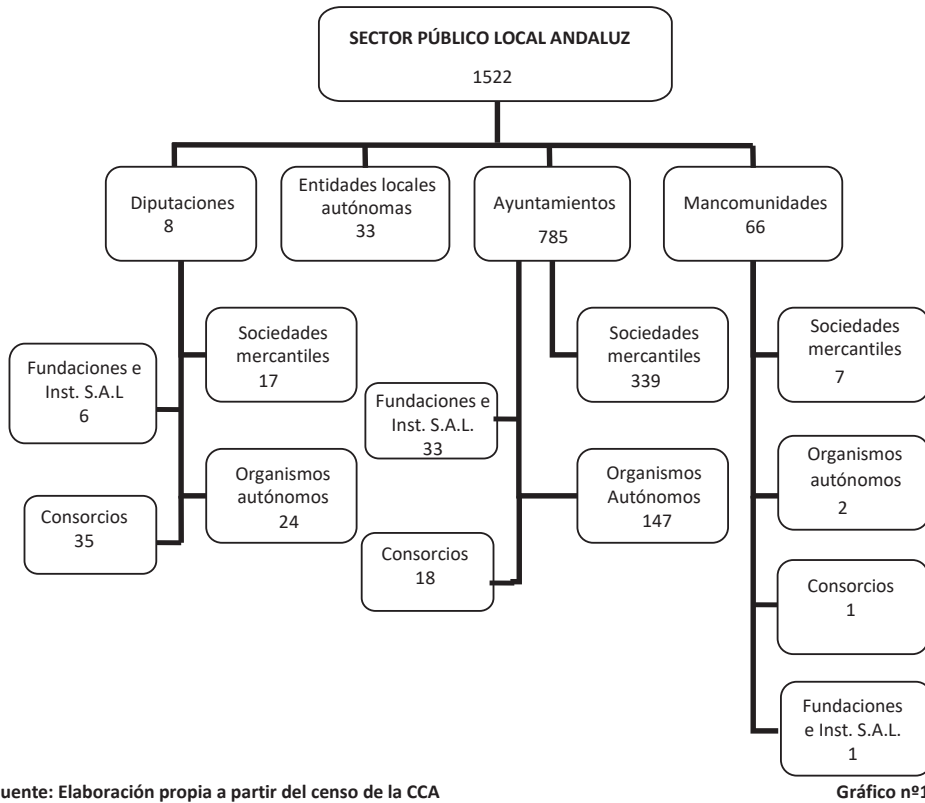 SECTOR PÚBLICO LOCAL ANDALUZ
1522
Diputaciones
8
Entidades locales
autónomas
33
Ayuntamientos
785
Mancomunidades
66
Sociedades
mercantiles
17
Fundaciones e
Inst. S.A.L
6
Organismos
autónomos
24
Consorcios
35
Sociedades
mercantiles
339
Fundaciones e
Inst. S.A.L.
33
Organismos
Autónomos
147
Consorcios
18
Sociedades
mercantiles
7
Organismos
autónomos
2
Consorcios
1
Fundaciones
e Inst. S.A.L.
1
uente: Elaboración propia a partir del censo de la CCA
Gráfico nº1